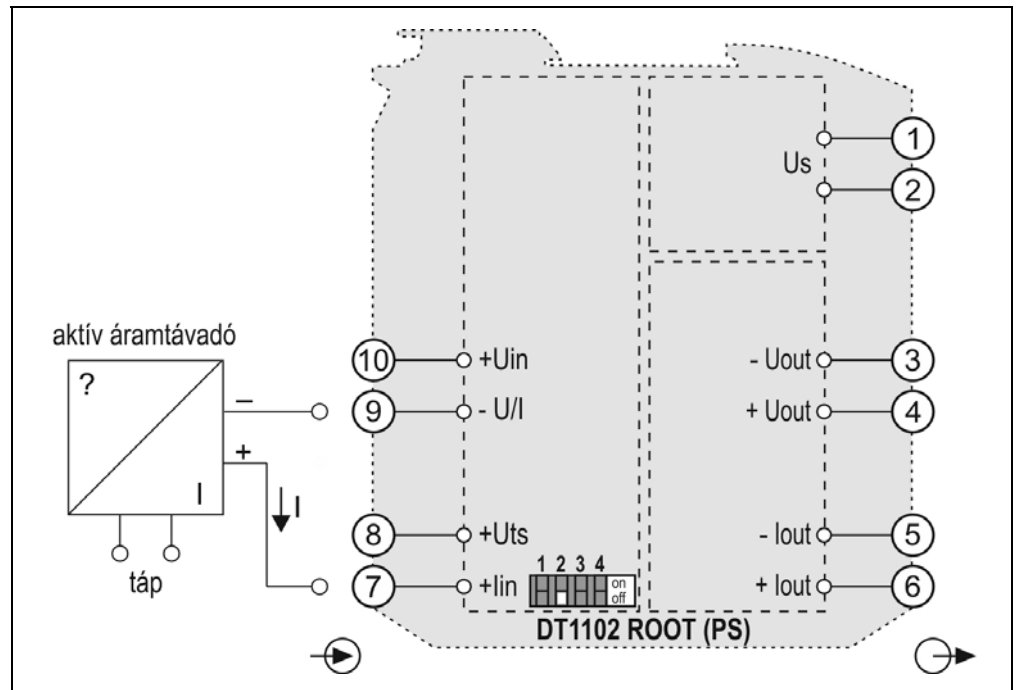 1
Us
2
aktív áramtávadó
?
–
+
I
I
táp
10 +Uin
9 - U/I
8 +Uts
7 +Iin
- Uout 3
+ Uout 4
- Iout 5
+ Iout 6
1 2 3 4
on
off
DT1102 ROOT (PS)